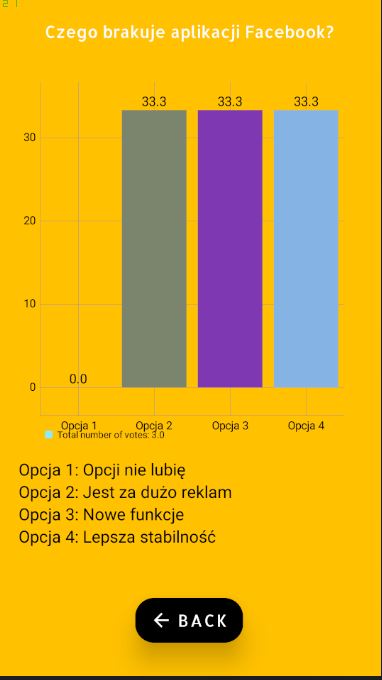 Czego brakuje aplikacji Facebook?
33.3 33.3 33.3
30
20
10
0.0
0
Opcja 1 Opcja 2 Opcja 3 Opcja 4
Total number of votes: 3.0
Opcja 1: Opcji nie lubię
Opcja 2: Jest za dużo reklam
Opcja 3: Nowe funkcje
Opcja 4: Lepsza stabilność
← BACK